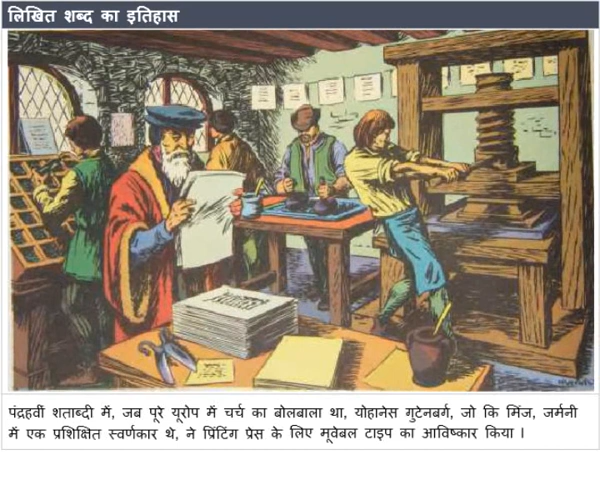 लिखित शब्द का इतिहास
पंद्रहवीं शताब्दी में, जब पूरे यूरोप में चर्च का बोलबाला था, योहानेस गुटेनबर्ग, जो कि मिंज, जर्मनी
में एक प्रशिक्षित स्वर्णकार थे, ने प्रिंटिंग प्रेस के लिए मूवेबल टाइप का आविष्कार किया ।